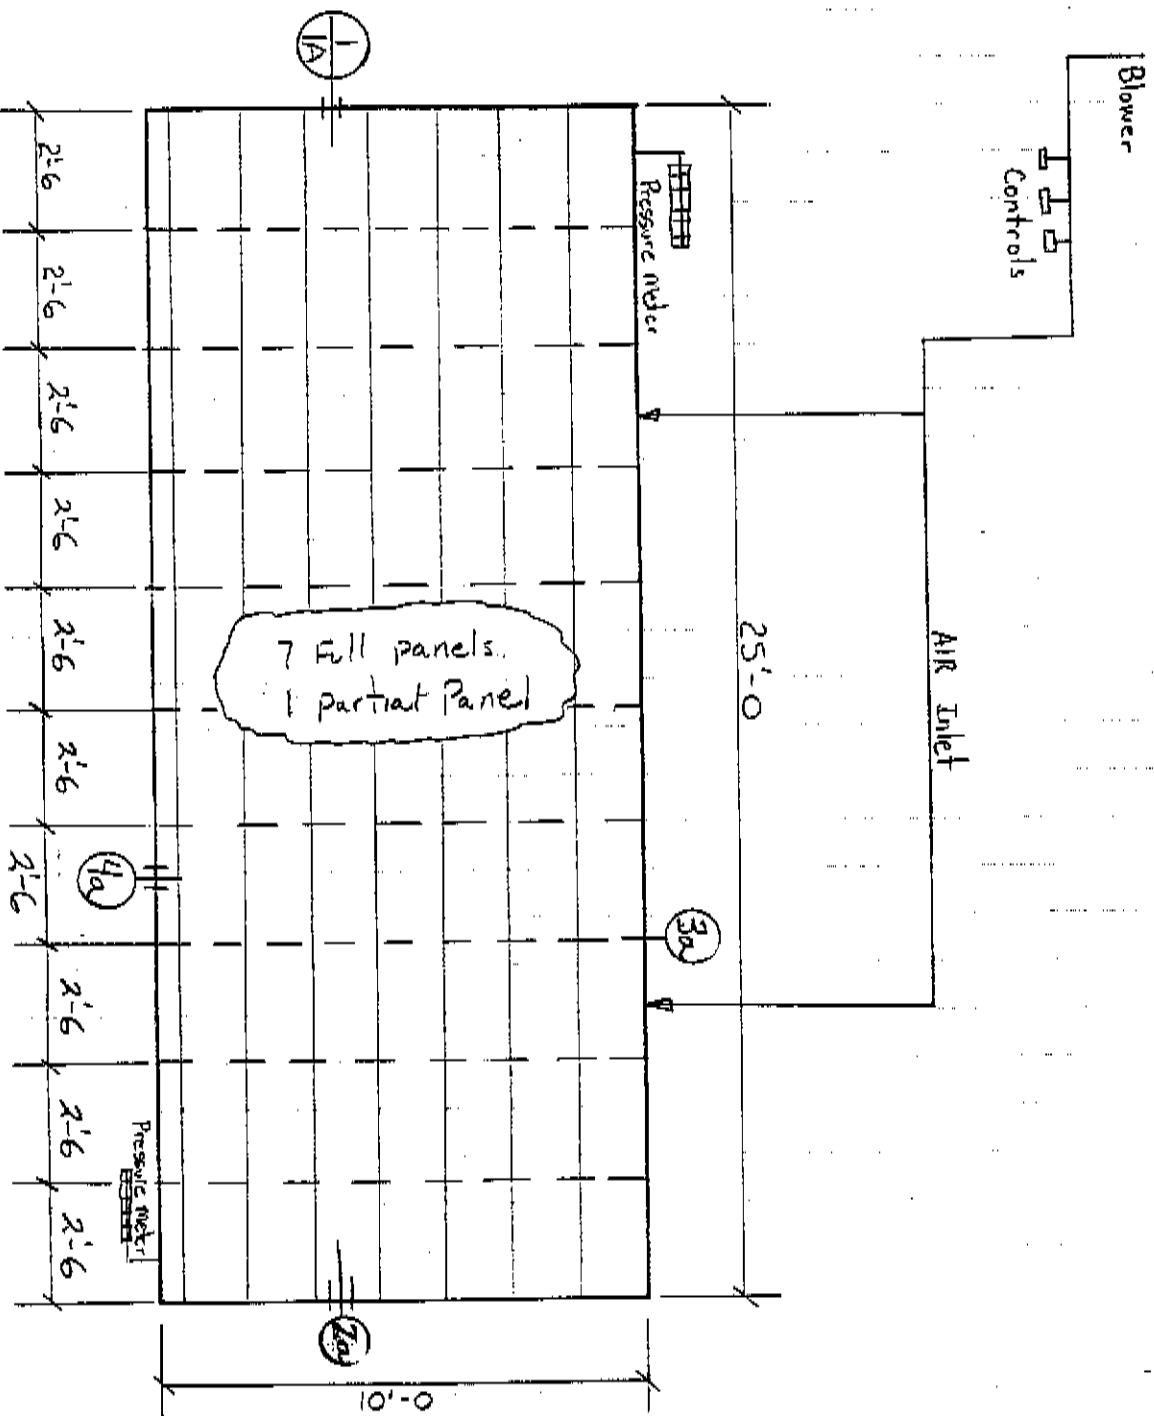 Blower
Controls
AIR Inlet
25'-0
Pressure meter
3a
1
1A
7 Full panels.
1 partial Panel
2a
10'-0
4a
Pressure meter
2'-6
2'-6
2'-6
2'-6
2'-6
2'-6
2'-6
2'-6
2'-6
2'-6